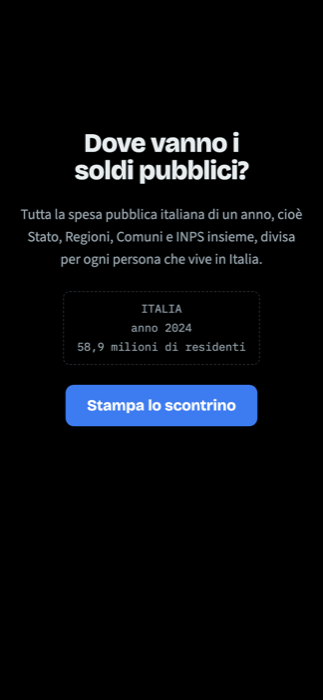 Dove vanno i
soldi pubblici?
Tutta la spesa pubblica italiana di un anno, cioè
Stato, Regioni, Comuni e INPS insieme, divisa
per ogni persona che vive in Italia.
ITALIA
anno 2024
58,9 milioni di residenti
Stampa lo scontrino